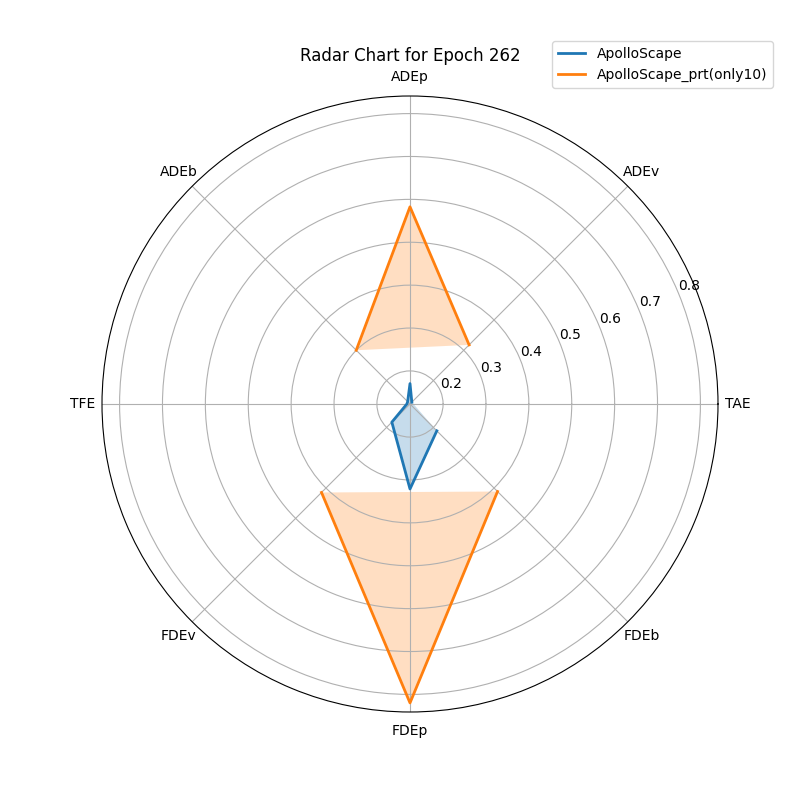 Radar Chart for Epoch 262
ApolloScape
ApolloScape_prt(only10)
ADEp
ADEb
ADEv
0.8
0.7
0.6
0.5
0.4
0.3
0.2
TFE
TAE
FDEv
FDEb
FDEp